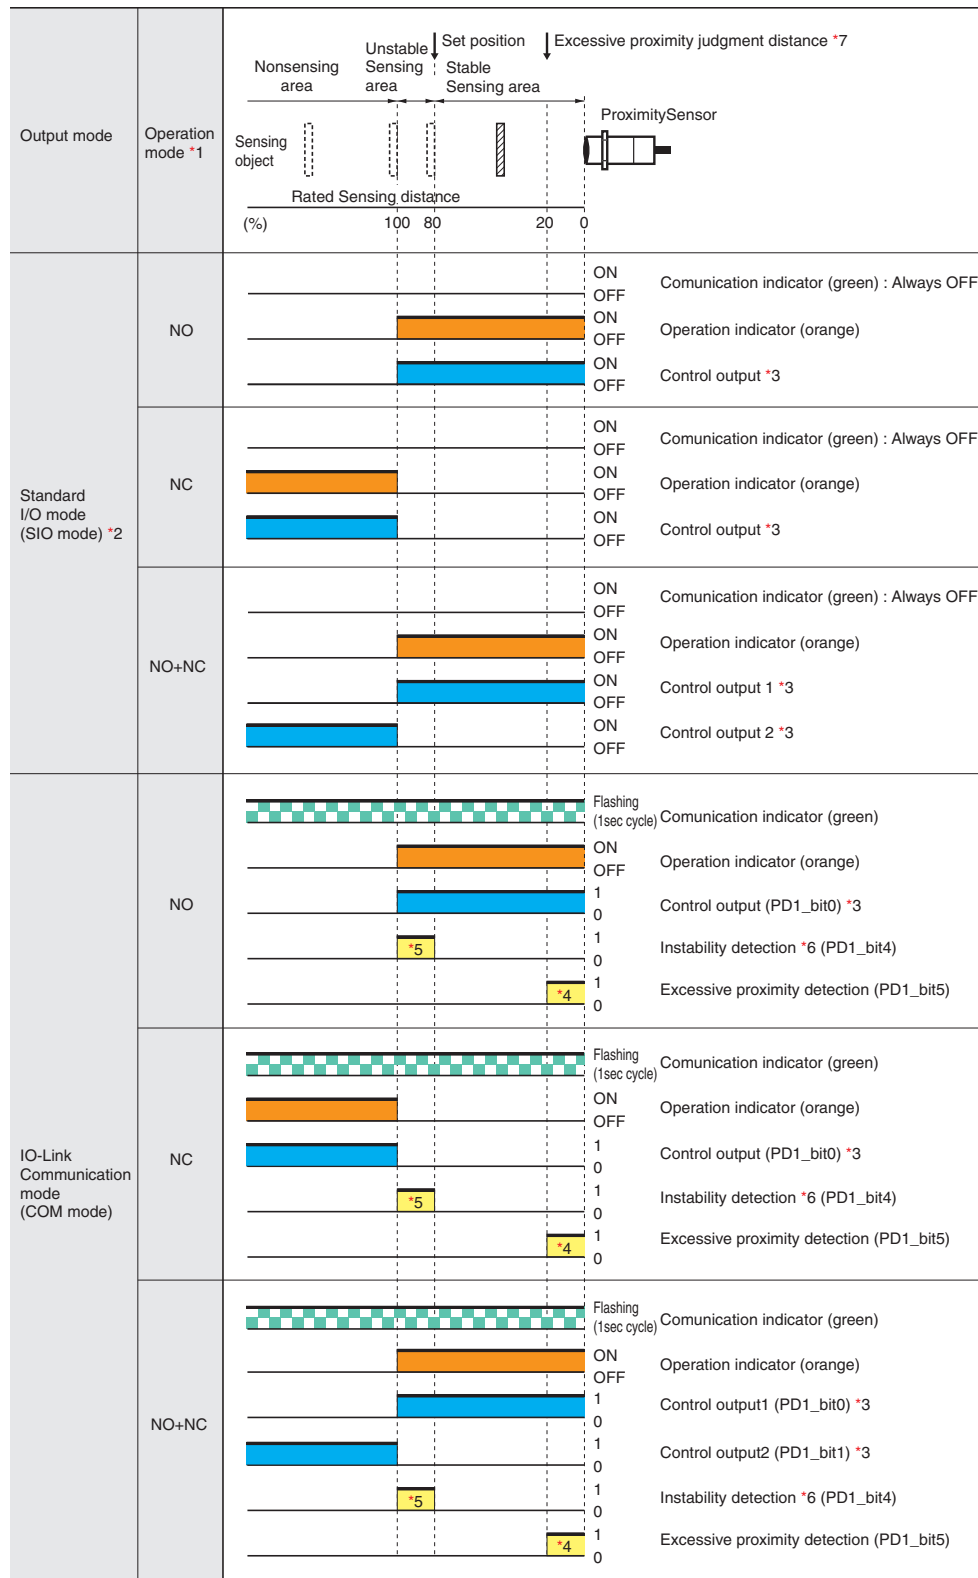 Output mode
Operation
mode *1
Nonsensing
area
Unstable
Sensing
area
Set position
Stable
Sensing area
Excessive proximity judgment distance *7
ProximitySensor
Sensing
object
Rated Sensing distance
(%)
100
80
20
0
Standard
I/O mode
(SIO mode) *2
NO
ON
OFF
Comunication indicator (green) : Always OFF
ON
OFF
Operation indicator (orange)
ON
OFF
Control output *3
NC
ON
OFF
Comunication indicator (green) : Always OFF
ON
OFF
Operation indicator (orange)
ON
OFF
Control output *3
NO+NC
ON
OFF
Comunication indicator (green) : Always OFF
ON
OFF
Operation indicator (orange)
ON
OFF
Control output 1 *3
ON
OFF
Control output 2 *3
IO-Link
Communication
mode
(COM mode)
NO
Flashing
(1sec cycle)
Comunication indicator (green)
ON
OFF
Operation indicator (orange)
1
0
Control output (PD1_bit0) *3
*5
1
0
Instability detection *6 (PD1_bit4)
*4
1
0
Excessive proximity detection (PD1_bit5)
NC
Flashing
(1sec cycle)
Comunication indicator (green)
ON
OFF
Operation indicator (orange)
1
0
Control output (PD1_bit0) *3
*5
1
0
Instability detection *6 (PD1_bit4)
*4
1
0
Excessive proximity detection (PD1_bit5)
NO+NC
Flashing
(1sec cycle)
Comunication indicator (green)
ON
OFF
Operation indicator (orange)
1
0
Control output1 (PD1_bit0) *3
1
0
Control output2 (PD1_bit1) *3
*5
1
0
Instability detection *6 (PD1_bit4)
*4
1
0
Excessive proximity detection (PD1_bit5)